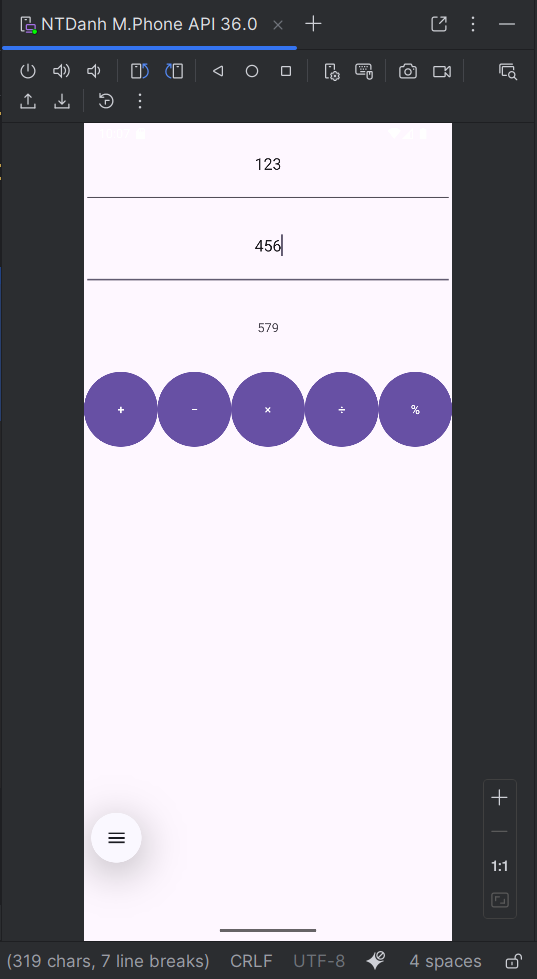 NTDanh M.Phone API 36.0
123
456
579
+ − × ÷ %
1:1
(319 chars, 7 line breaks) CRLF UTF-8 4 spaces